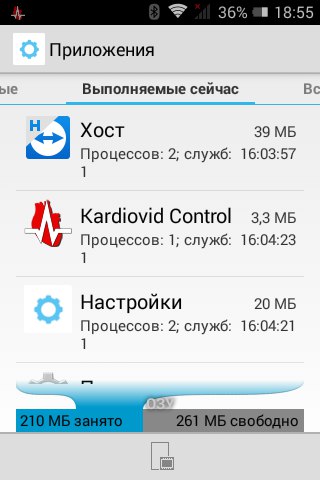 36% 18:55
Приложения
ые Выполняемые сейчас Вс
H
Хост 39 МБ
Процессов: 2; служб: 16:03:57
1
Kardiovid Control 3,3 МБ
Процессов: 1; служб: 16:04:23
1
Настройки 20 МБ
Процессов: 2; служб: 16:04:21
1
ОЗУ
210 МБ занято 261 МБ свободно